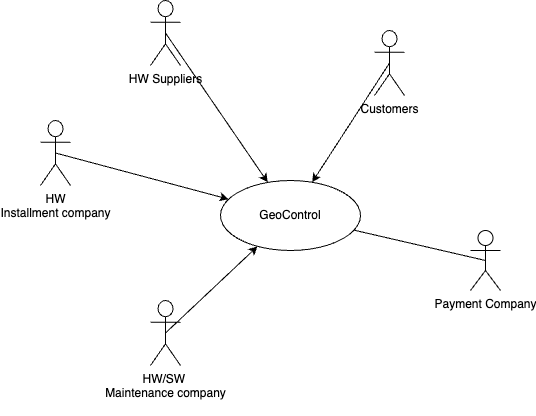 HW Suppliers
Customers
HW
Installment company
GeoControl
Payment Company
HW/SW
Maintenance company